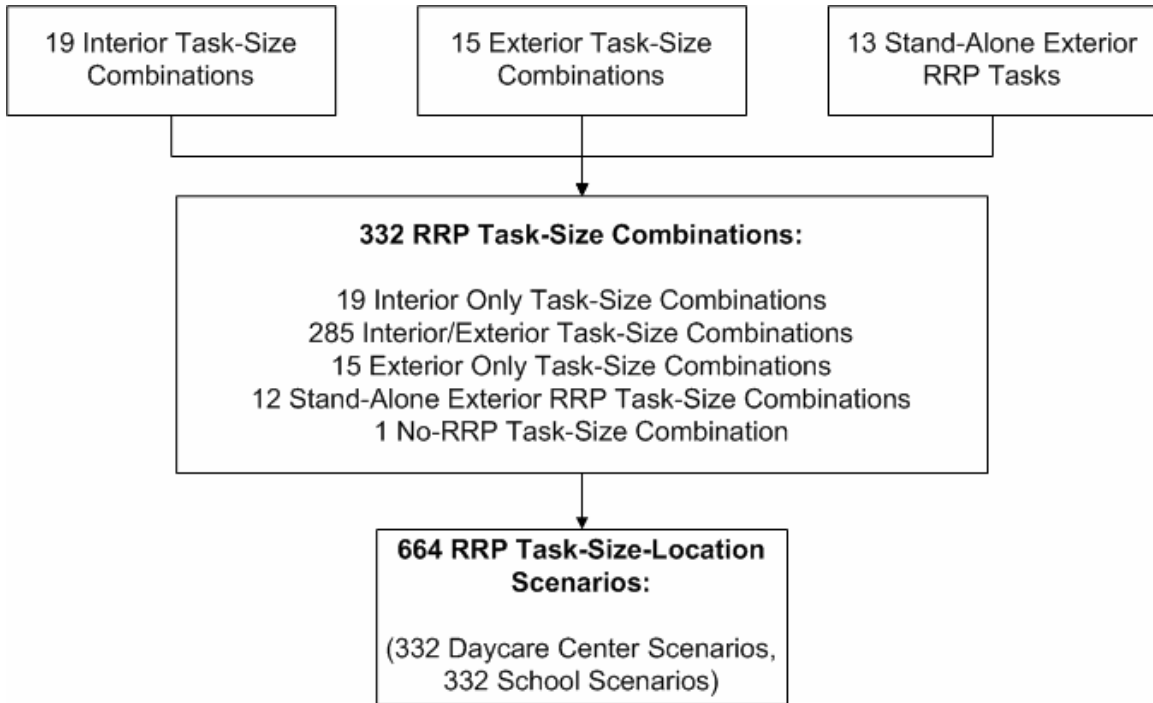 19 Interior Task-Size
Combinations
15 Exterior Task-Size
Combinations
13 Stand-Alone Exterior
RRP Tasks
332 RRP Task-Size Combinations:
19 Interior Only Task-Size Combinations
285 Interior/Exterior Task-Size Combinations
15 Exterior Only Task-Size Combinations
12 Stand-Alone Exterior RRP Task-Size Combinations
1 No-RRP Task-Size Combination
664 RRP Task-Size-Location
Scenarios:
(332 Daycare Center Scenarios,
332 School Scenarios)